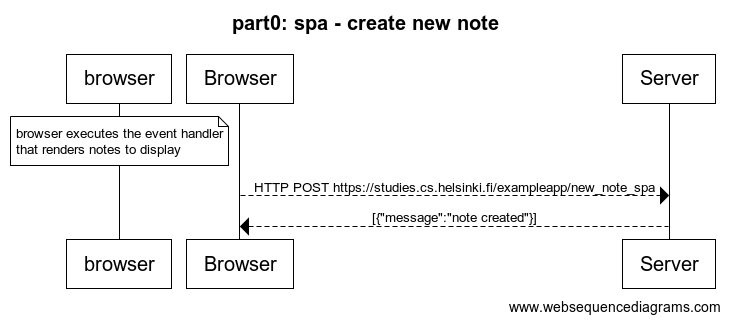 part0: spa - create new note
browser Browser Server
browser executes the event handler
that renders notes to display
HTTP POST https://studies.cs.helsinki.fi/exampleapp/new_note_spa
[{"message":"note created"}]
browser Browser Server
www.websequencediagrams.com